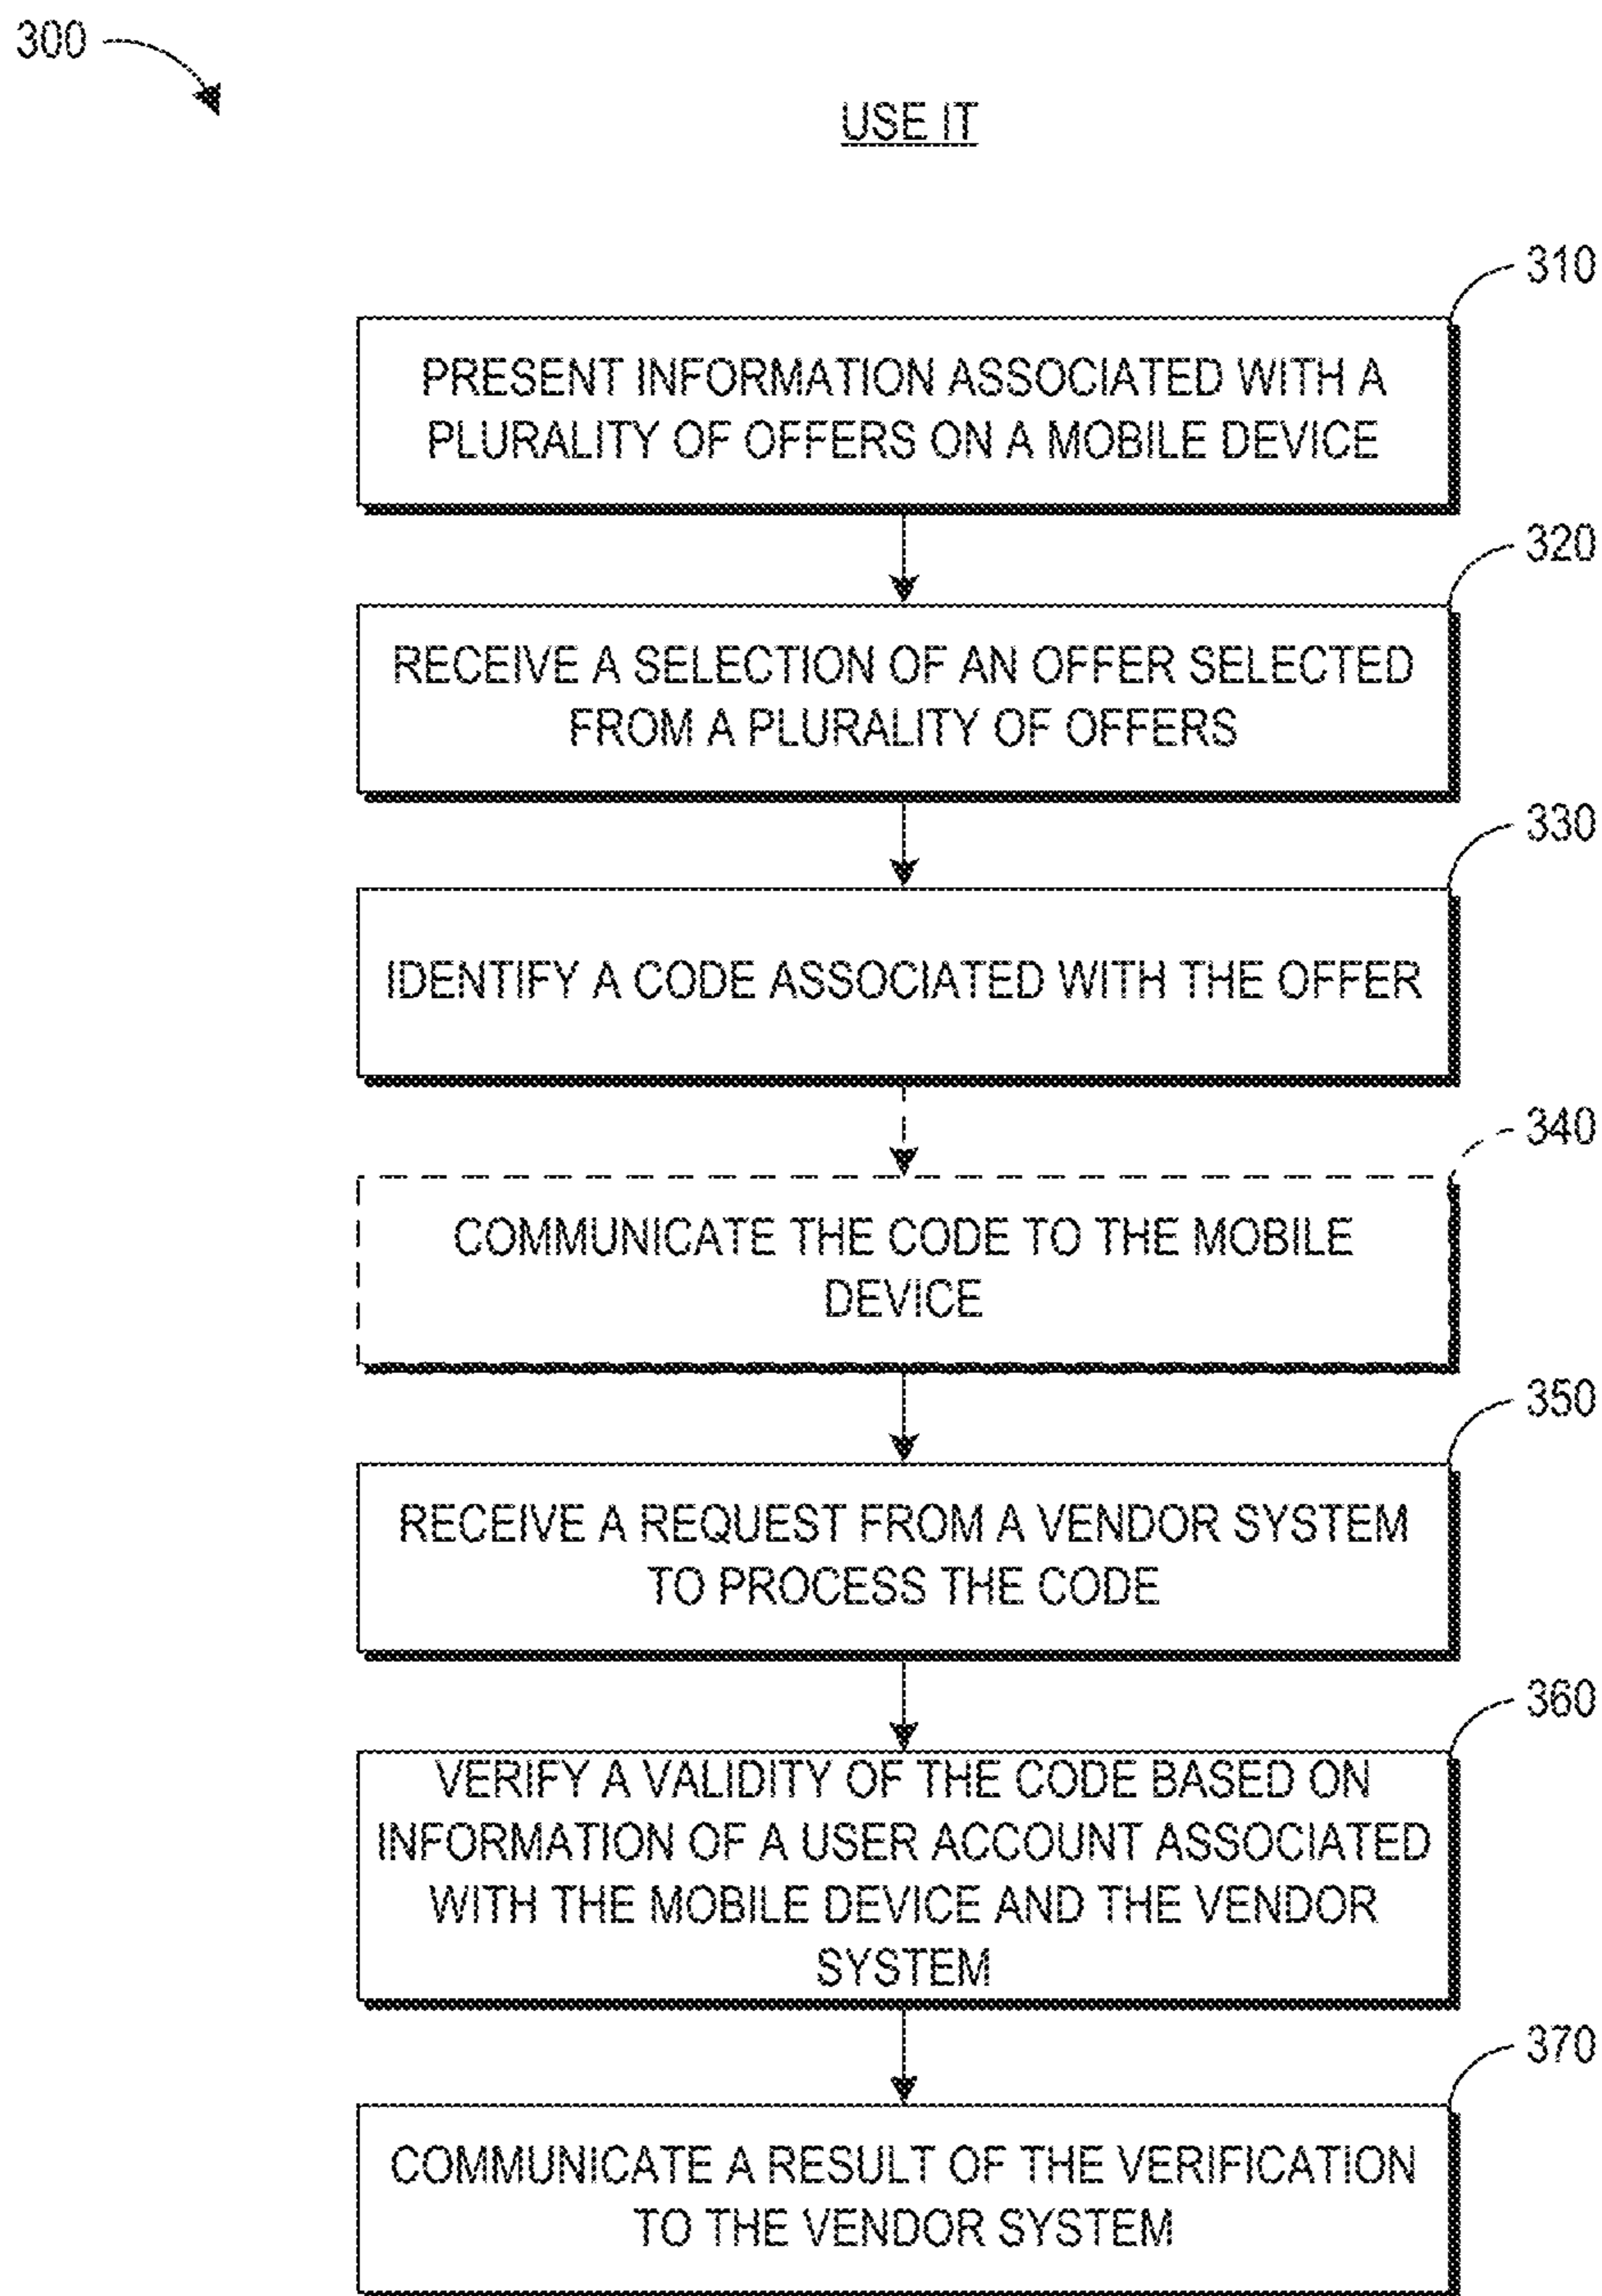 300
USE IT
310
PRESENT INFORMATION ASSOCIATED WITH A
PLURALITY OF OFFERS ON A MOBILE DEVICE
320
RECEIVE A SELECTION OF AN OFFER SELECTED
FROM A PLURALITY OF OFFERS
330
IDENTIFY A CODE ASSOCIATED WITH THE OFFER
340
COMMUNICATE THE CODE TO THE MOBILE
DEVICE
350
RECEIVE A REQUEST FROM A VENDOR SYSTEM
TO PROCESS THE CODE
360
VERIFY A VALIDITY OF THE CODE BASED ON
INFORMATION OF A USER ACCOUNT ASSOCIATED
WITH THE MOBILE DEVICE AND THE VENDOR
SYSTEM
370
COMMUNICATE A RESULT OF THE VERIFICATION
TO THE VENDOR SYSTEM